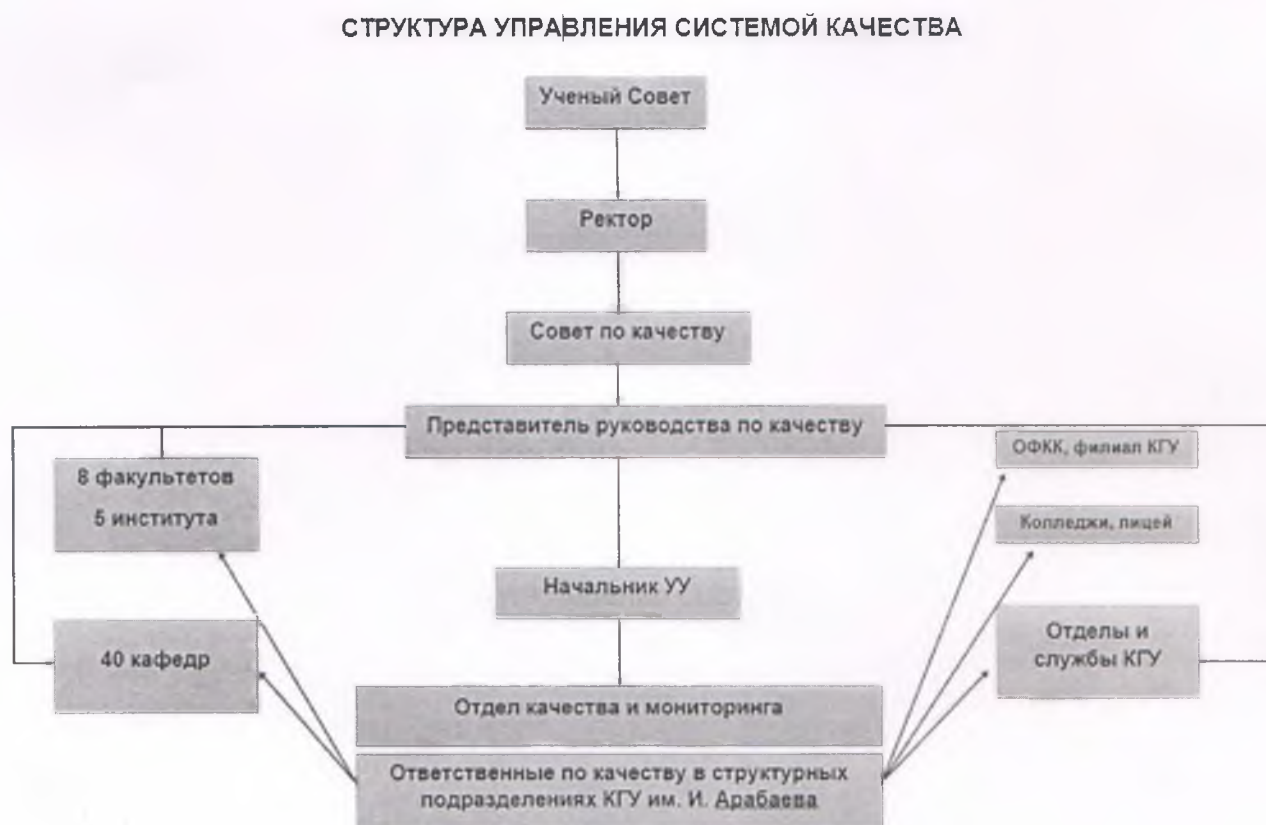 СТРУКТУРА УПРАВЛЕНИЯ СИСТЕМОЙ КАЧЕСТВА
Ученый Совет
Ректор
Совет по качеству
Представитель руководства по качеству
8 факультетов
5 института
ОФКК, филиал КГУ
Колледжи, лицей
Начальник УУ
40 кафедр
Отделы и
службы КГУ
Отдел качества и мониторинга
Ответственные по качеству в структурных
подразделениях КГУ им. И. Арабаева